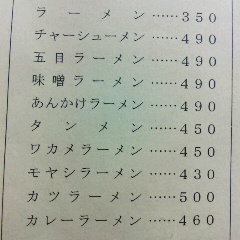 ラーメン……350
チャーシューメン……490
五目ラーメン……490
味噌ラーメン……490
あんかけラーメン……490
タンメン……450
ワカメラーメン……450
モヤシラーメン……430
カツラーメン……500
カレーラーメン……460